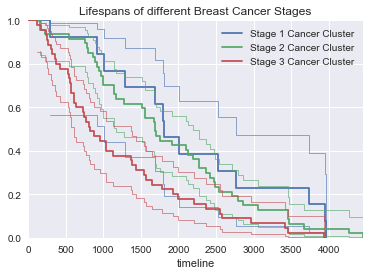 Lifespans of different Breast Cancer Stages
1.0
Stage 1 Cancer Cluster
Stage 2 Cancer Cluster
Stage 3 Cancer Cluster
0.8
0.6
0.4
0.2
0.0
0 500 1000 1500 2000 2500 3000 3500 4000
timeline